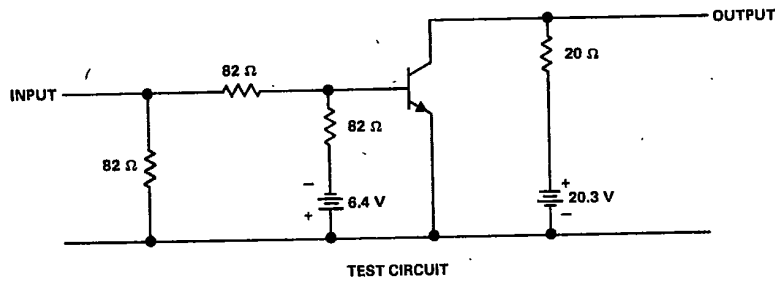 OUTPUT
82 Ω
20 Ω
INPUT
82 Ω
82 Ω
−
6.4 V
+
+
20.3 V
−
TEST CIRCUIT